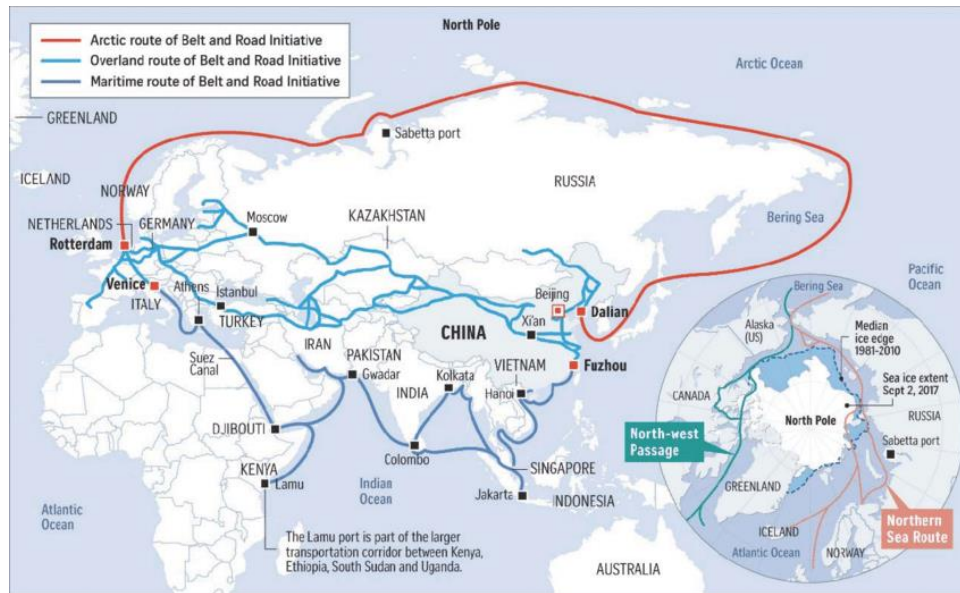 North Pole
Arctic route of Belt and Road Initiative
Overland route of Belt and Road Initiative
Maritime route of Belt and Road Initiative
Arctic Ocean
GREENLAND
Sabetta port
ICELAND
NORWAY
RUSSIA
NETHERLANDS
GERMANY
Moscow
KAZAKHSTAN
Bering Sea
Rotterdam
Pacific
Ocean
Venice
ITALY
Athens
Istanbul
TURKEY
Beijing
Dalian
Xi'an
CHINA
Suez
Canal
IRAN
PAKISTAN
Gwadar
INDIA
Kolkata
VIETNAM
Hanoi
Fuzhou
DJIBOUTI
KENYA
Lamu
Colombo
SINGAPORE
Jakarta
INDONESIA
Indian
Ocean
Atlantic
Ocean
The Lamu port is part of the larger
transportation corridor between Kenya,
Ethiopia, South Sudan and Uganda.
AUSTRALIA
Bering Sea
Alaska
(US)
Median
ice edge
1981-2010
Sea ice extent
Sept 2, 2017
CANADA
North Pole
RUSSIA
Sabetta port
North-west
Passage
GREENLAND
ICELAND
Northern
Sea Route
Atlantic Ocean
NORWAY